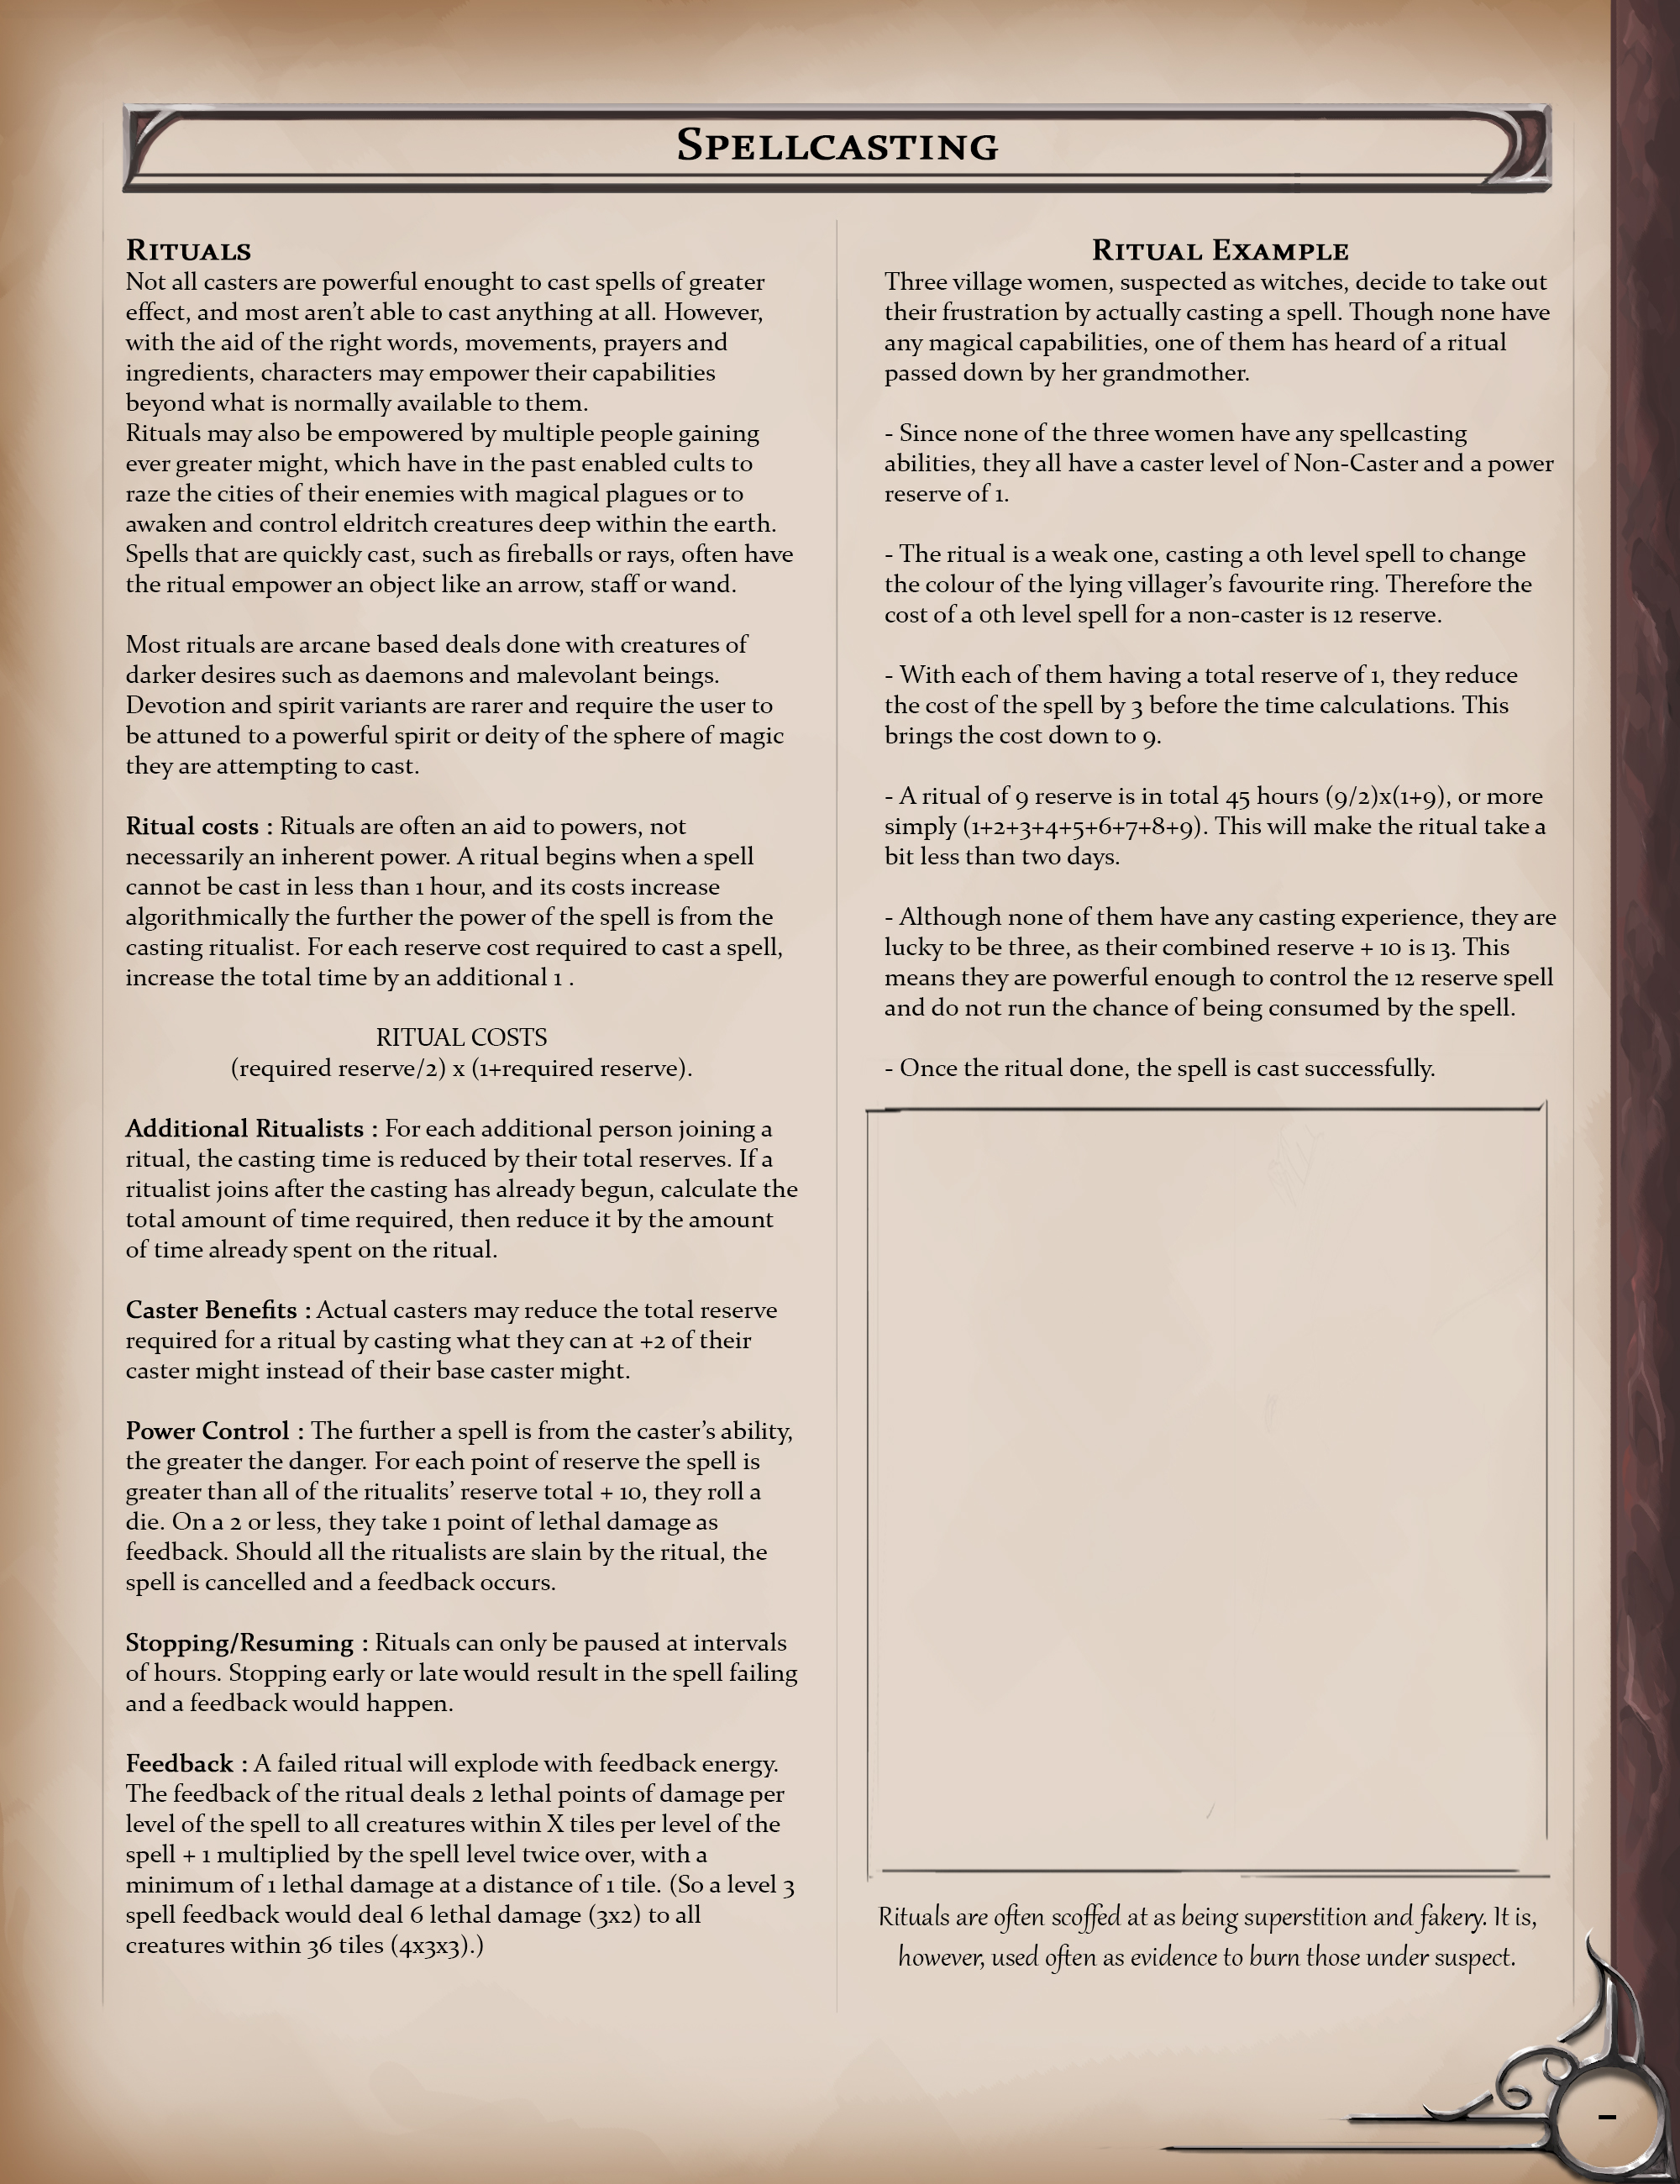 Spellcasting
Rituals
Not all casters are powerful enought to cast spells of greater
effect, and most aren't able to cast anything at all. However,
with the aid of the right words, movements, prayers and
ingredients, characters may empower their capabilities
beyond what is normally available to them.
Rituals may also be empowered by multiple people gaining
ever greater might, which have in the past enabled cults to
raze the cities of their enemies with magical plagues or to
awaken and control eldritch creatures deep within the earth.
Spells that are quickly cast, such as fireballs or rays, often have
the ritual empower an object like an arrow, staff or wand.
Most rituals are arcane based deals done with creatures of
darker desires such as daemons and malevolant beings.
Devotion and spirit variants are rarer and require the user to
be attuned to a powerful spirit or deity of the sphere of magic
they are attempting to cast.
Ritual costs : Rituals are often an aid to powers, not
necessarily an inherent power. A ritual begins when a spell
cannot be cast in less than 1 hour, and its costs increase
algorithmically the further the power of the spell is from the
casting ritualist. For each reserve cost required to cast a spell,
increase the total time by an additional 1 .
RITUAL COSTS
(required reserve/2) x (1+required reserve).
Additional Ritualists : For each additional person joining a
ritual, the casting time is reduced by their total reserves. If a
ritualist joins after the casting has already begun, calculate the
total amount of time required, then reduce it by the amount
of time already spent on the ritual.
Caster Benefits : Actual casters may reduce the total reserve
required for a ritual by casting what they can at +2 of their
caster might instead of their base caster might.
Power Control : The further a spell is from the caster's ability,
the greater the danger. For each point of reserve the spell is
greater than all of the ritualits' reserve total + 10, they roll a
die. On a 2 or less, they take 1 point of lethal damage as
feedback. Should all the ritualists are slain by the ritual, the
spell is cancelled and a feedback occurs.
Stopping/Resuming : Rituals can only be paused at intervals
of hours. Stopping early or late would result in the spell failing
and a feedback would happen.
Feedback : A failed ritual will explode with feedback energy.
The feedback of the ritual deals 2 lethal points of damage per
level of the spell to all creatures within X tiles per level of the
spell + 1 multiplied by the spell level twice over, with a
minimum of 1 lethal damage at a distance of 1 tile. (So a level 3
spell feedback would deal 6 lethal damage (3x2) to all
creatures within 36 tiles (4x3x3).)
Ritual Example
Three village women, suspected as witches, decide to take out
their frustration by actually casting a spell. Though none have
any magical capabilities, one of them has heard of a ritual
passed down by her grandmother.
- Since none of the three women have any spellcasting
abilities, they all have a caster level of Non-Caster and a power
reserve of 1.
- The ritual is a weak one, casting a 0th level spell to change
the colour of the lying villager's favourite ring. Therefore the
cost of a 0th level spell for a non-caster is 12 reserve.
- With each of them having a total reserve of 1, they reduce
the cost of the spell by 3 before the time calculations. This
brings the cost down to 9.
- A ritual of 9 reserve is in total 45 hours (9/2)x(1+9), or more
simply (1+2+3+4+5+6+7+8+9). This will make the ritual take a
bit less than two days.
- Although none of them have any casting experience, they are
lucky to be three, as their combined reserve + 10 is 13. This
means they are powerful enough to control the 12 reserve spell
and do not run the chance of being consumed by the spell.
- Once the ritual done, the spell is cast successfully.
Rituals are often scoffed at as being superstition and fakery. It is,
however, used often as evidence to burn those under suspect.
-